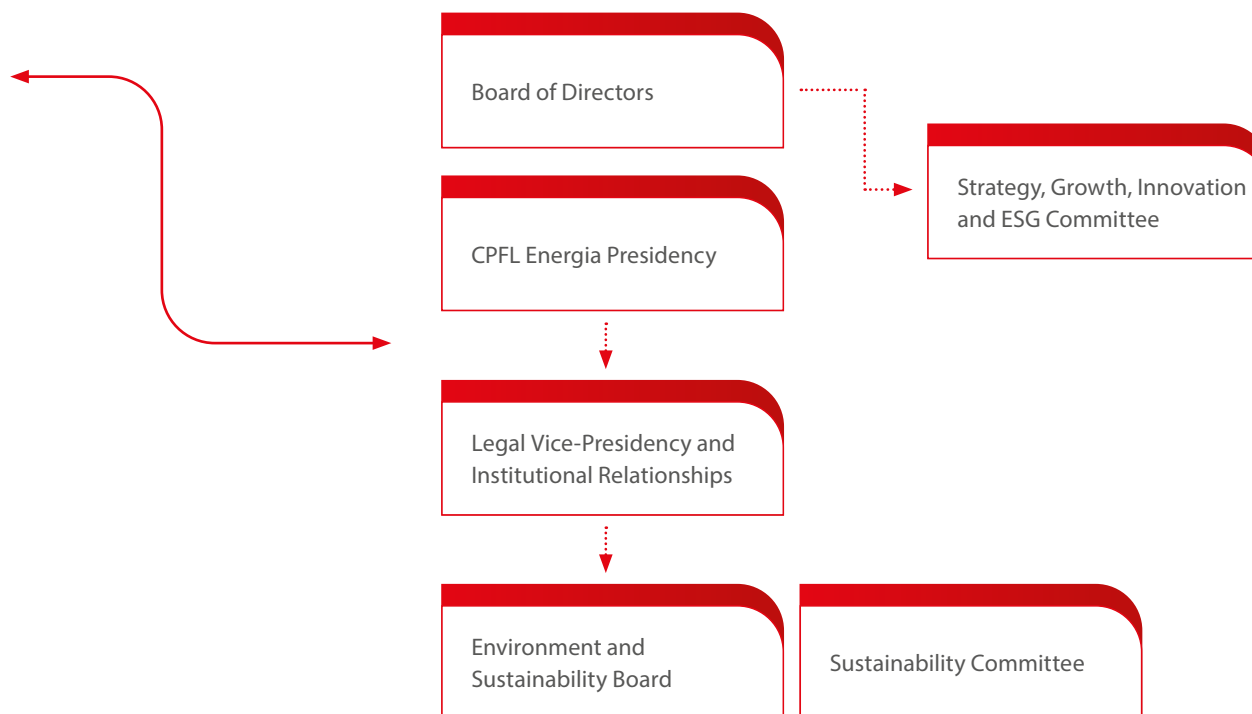 Board of Directors
Strategy, Growth, Innovation
and ESG Committee
CPFL Energia Presidency
Legal Vice-Presidency and
Institutional Relationships
Environment and
Sustainability Board
Sustainability Committee